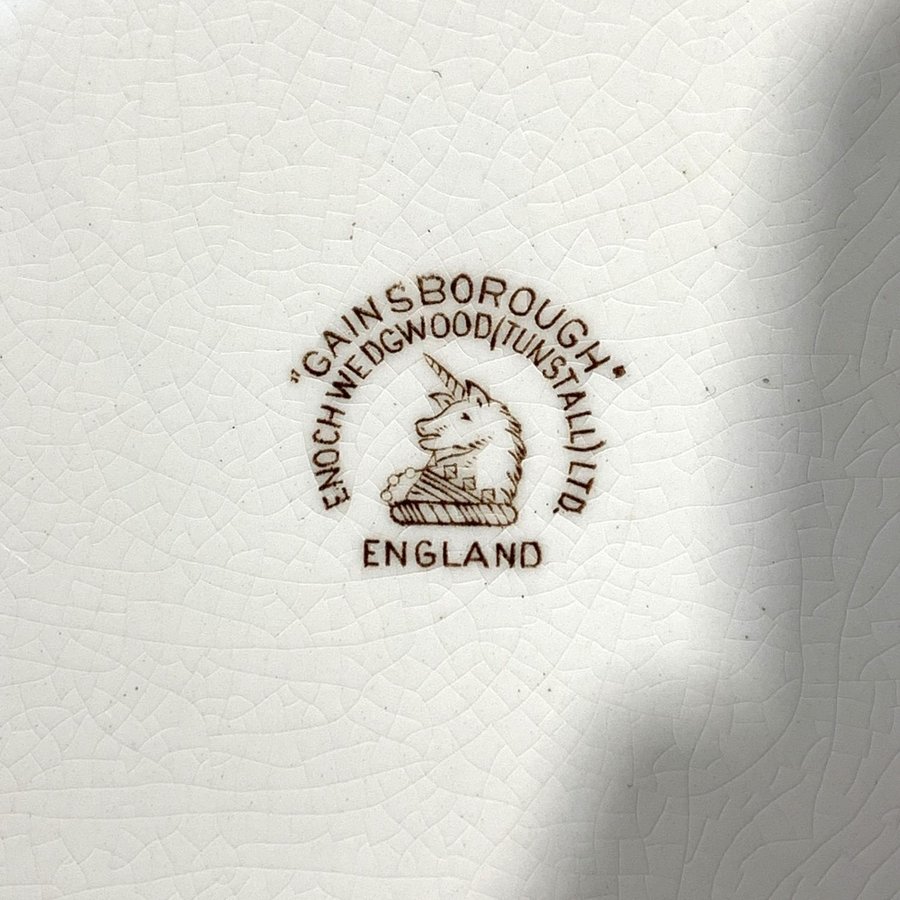 "GAINSBOROUGH"
ENOCH WEDGWOOD (TUNSTALL) LTD.
ENGLAND